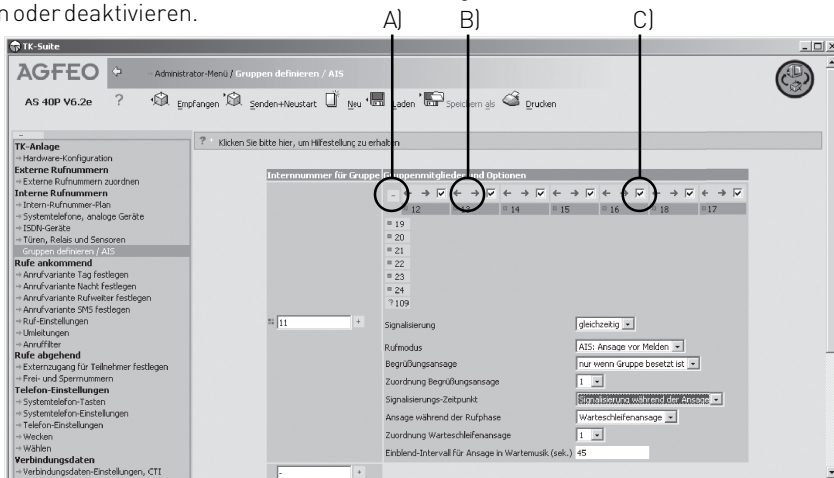 n oder deaktivieren.
A) B) C)
TK-Suite
AGFEO
Administrator-Menü / Gruppen definieren / AIS
AS 40P V6.2e ? Empfangen Senden+Neustart Neu Laden Speichern als Drucken
? Klicken Sie bitte hier, um Hilfestellung zu erhalten
TK-Anlage
Hardware-Konfiguration
Externe Rufnummern
Externe Rufnummern zuordnen
Interne Rufnummern
Intern-Rufnummer-Plan
Systemtelefone, analoge Geräte
ISDN-Geräte
Türen, Relais und Sensoren
Gruppen definieren / AIS
Rufe ankommend
Anrufvariante Tag festlegen
Anrufvariante Nacht festlegen
Anrufvariante Rufweiter festlegen
Anrufvariante SMS festlegen
Ruf-Einstellungen
Umleitungen
Anruffilter
Rufe abgehend
Externzugang für Teilnehmer festlegen
Frei- und Sperrnummern
Telefon-Einstellungen
Systemtelefon-Tasten
Systemtelefon-Einstellungen
Telefon-Einstellungen
Wecken
Wählen
Verbindungsdaten
Verbindungsdaten-Einstellungen, CTI
Internnummer für Gruppe Gruppenmitglieder und Optionen
12 13 14 15 16 18 17
19
20
21
22
23
24
? 109
11 +
Signalisierung gleichzeitig
Rufmodus AIS: Ansage vor Melden
Begrüßungsansage nur wenn Gruppe besetzt ist
Zuordnung Begrüßungsansage 1
Signalisierungs-Zeitpunkt Signalisierung während der Ansage
Ansage während der Rufphase Warteschleifenansage
Zuordnung Warteschleifenansage 1
Einblend-Intervall für Ansage in Wartemusik (sek.) 45
- +